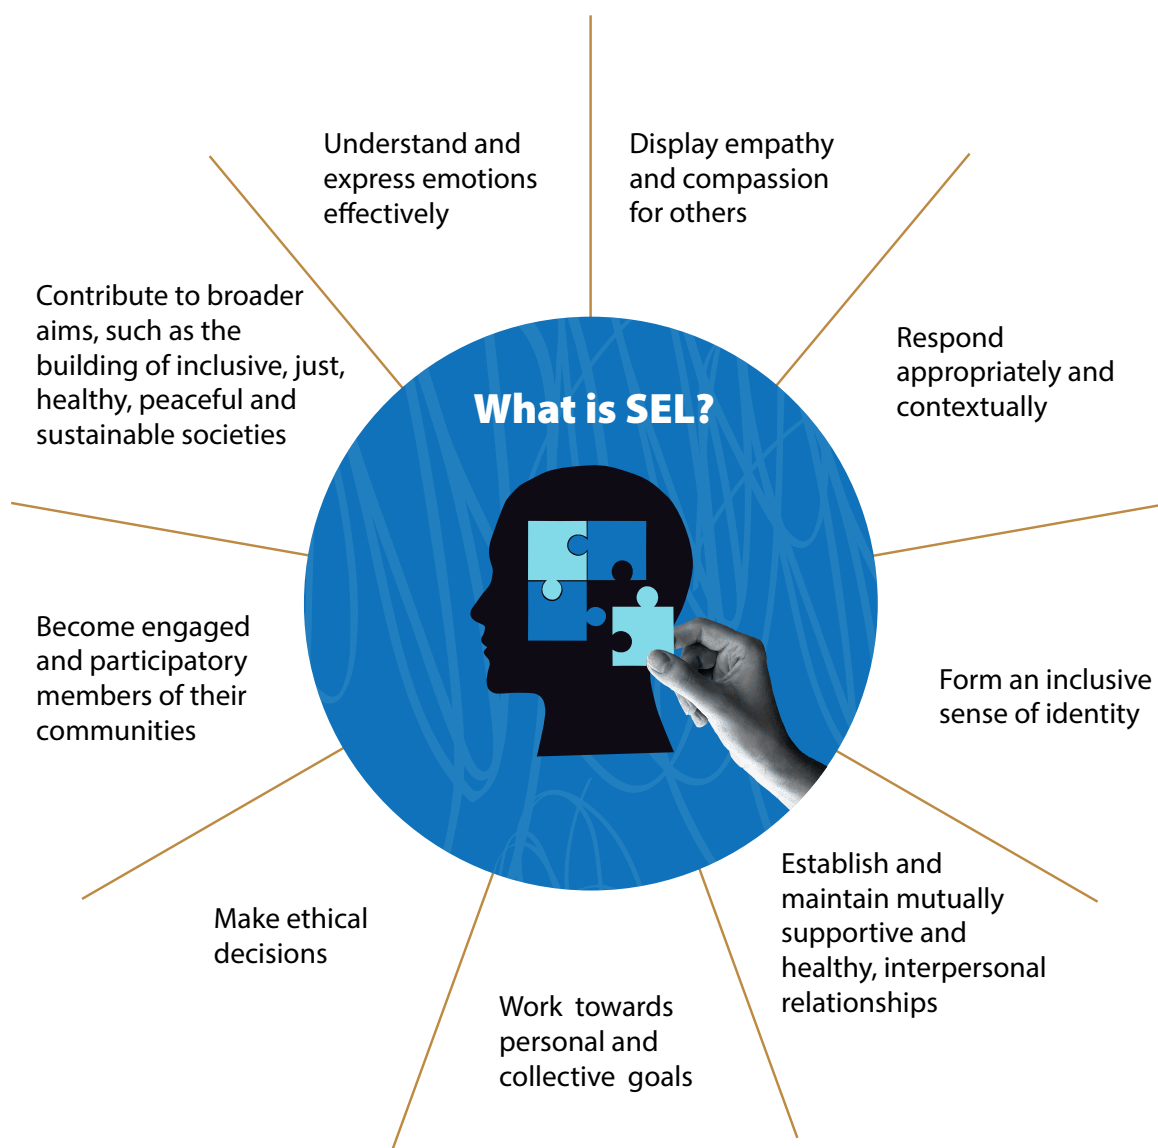 What is SEL?
Understand and
express emotions
effectively
Display empathy
and compassion
for others
Respond
appropriately and
contextually
Form an inclusive
sense of identity
Establish and
maintain mutually
supportive and
healthy, interpersonal
relationships
Work towards
personal and
collective goals
Make ethical
decisions
Become engaged
and participatory
members of their
communities
Contribute to broader
aims, such as the
building of inclusive, just,
healthy, peaceful and
sustainable societies